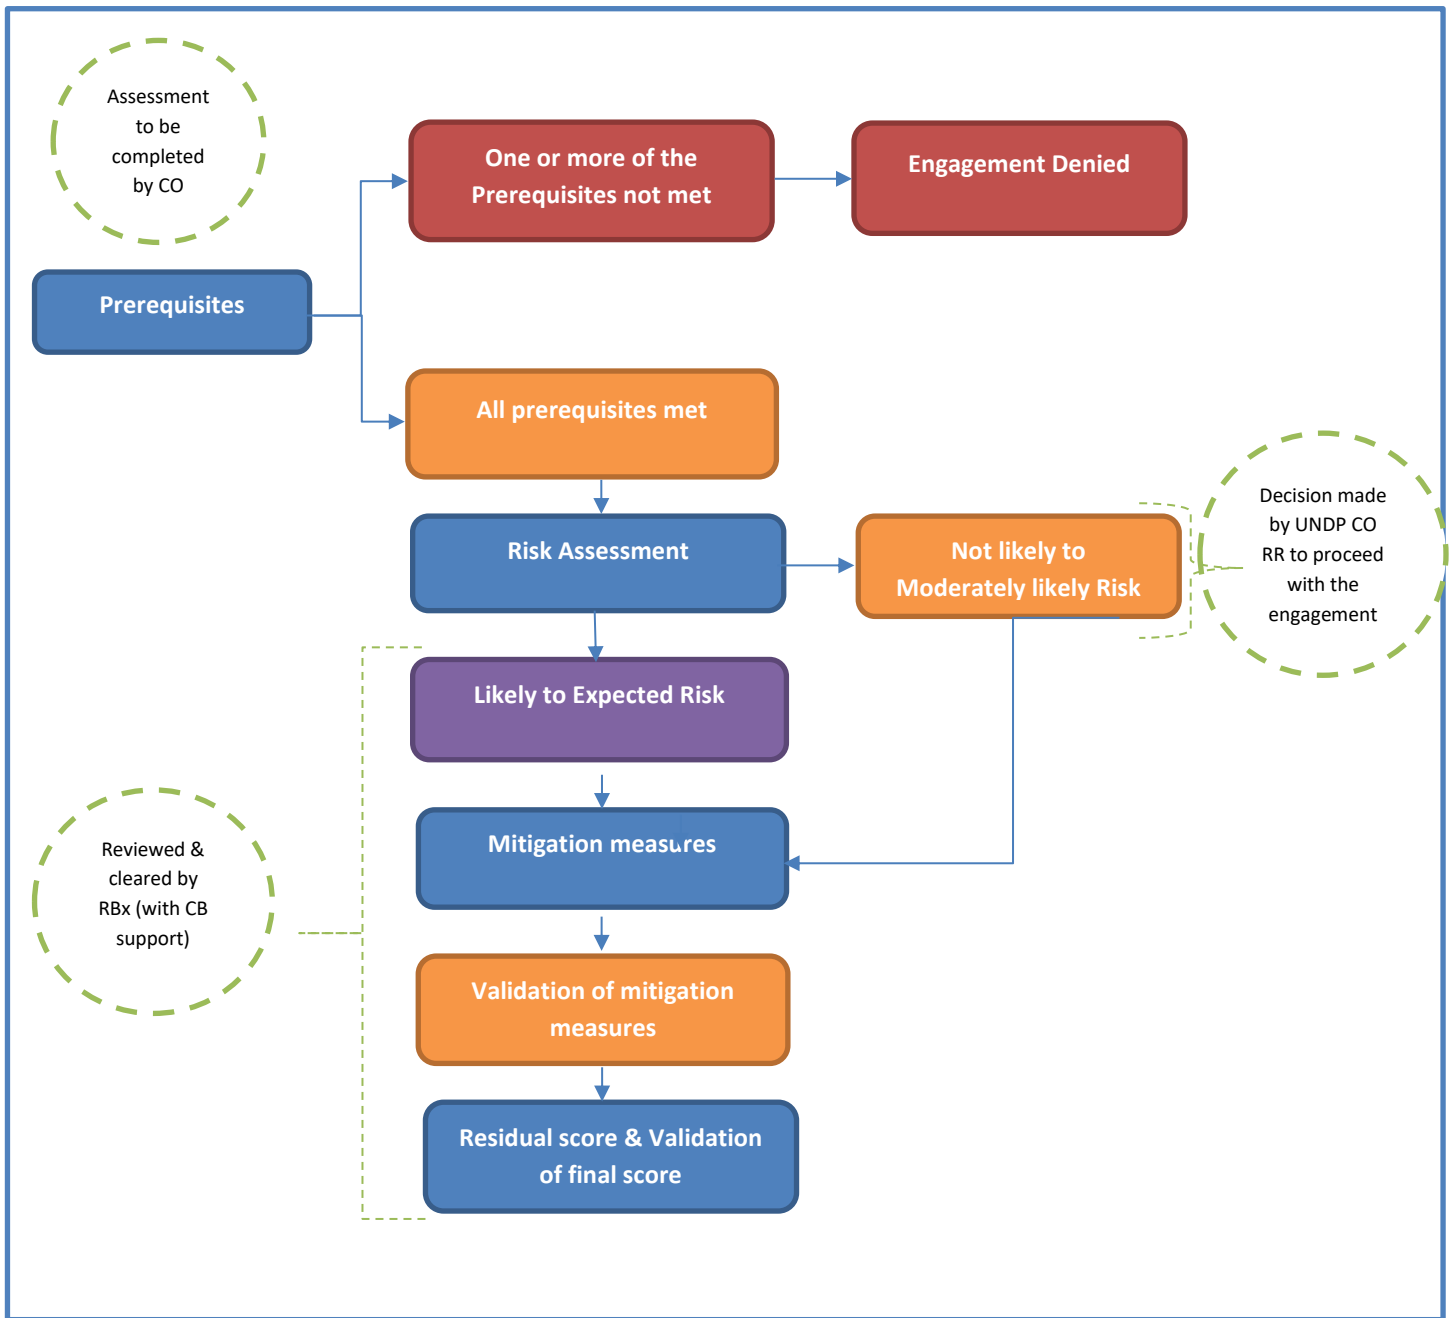 Assessment
to be
completed
by CO
One or more of the
Prerequisites not met
Engagement Denied
Prerequisites
All prerequisites met
Risk Assessment
Not likely to
Moderately likely Risk
Decision made
by UNDP CO
RR to proceed
with the
engagement
Likely to Expected Risk
Mitigation measures
Reviewed &
cleared by
RBx (with CB
support)
Validation of mitigation
measures
Residual score & Validation
of final score